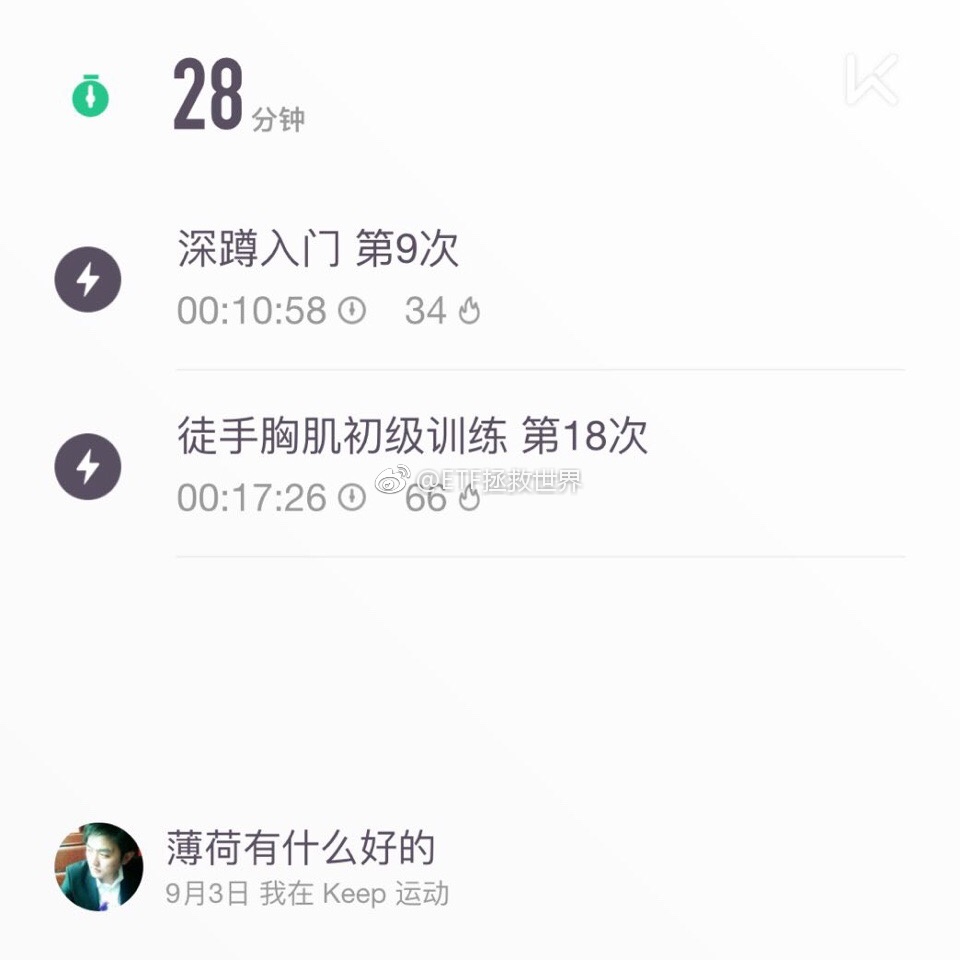 28 分钟
深蹲入门 第9次
00:10:58 34
徒手胸肌初级训练 第18次
@ETF拯救世界
00:17:26 66
薄荷有什么好的
9月3日 我在 Keep 运动